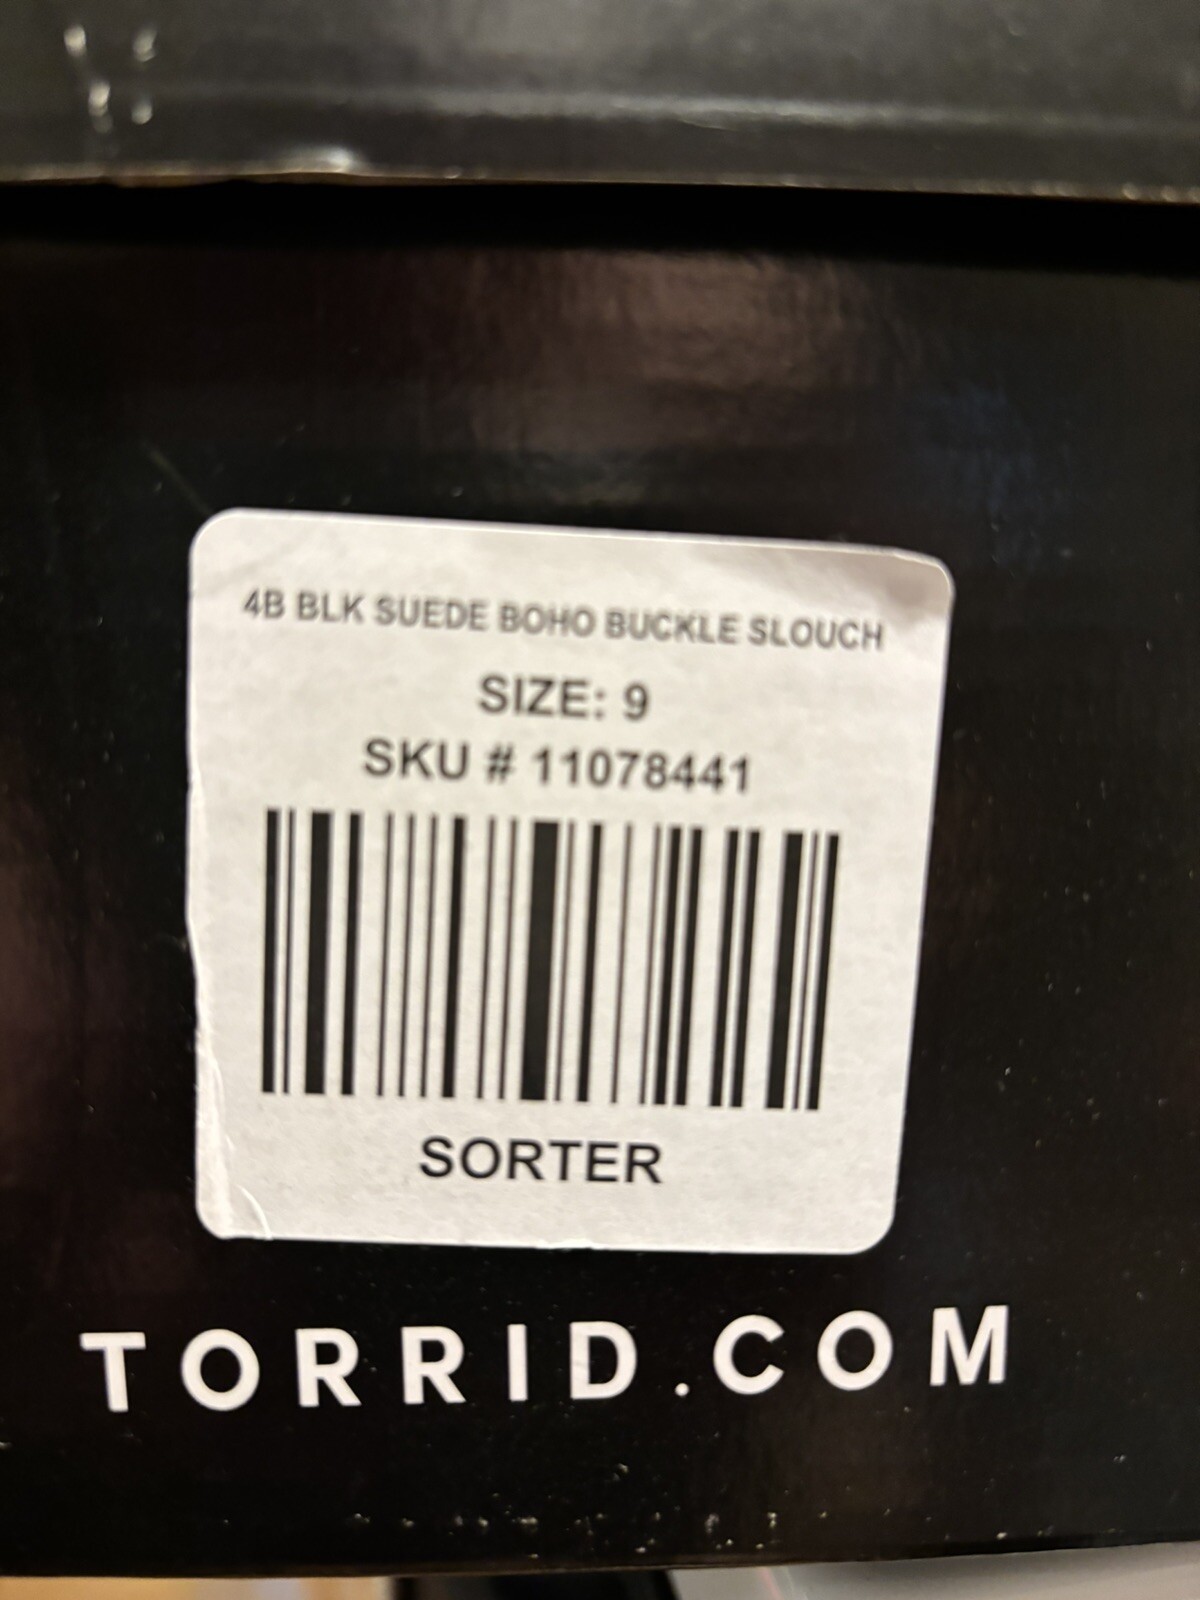 4B BLK SUEDE BOHO BUCKLE SLOUCH
SIZE: 9
SKU # 11078441
SORTER
TORRID.COM